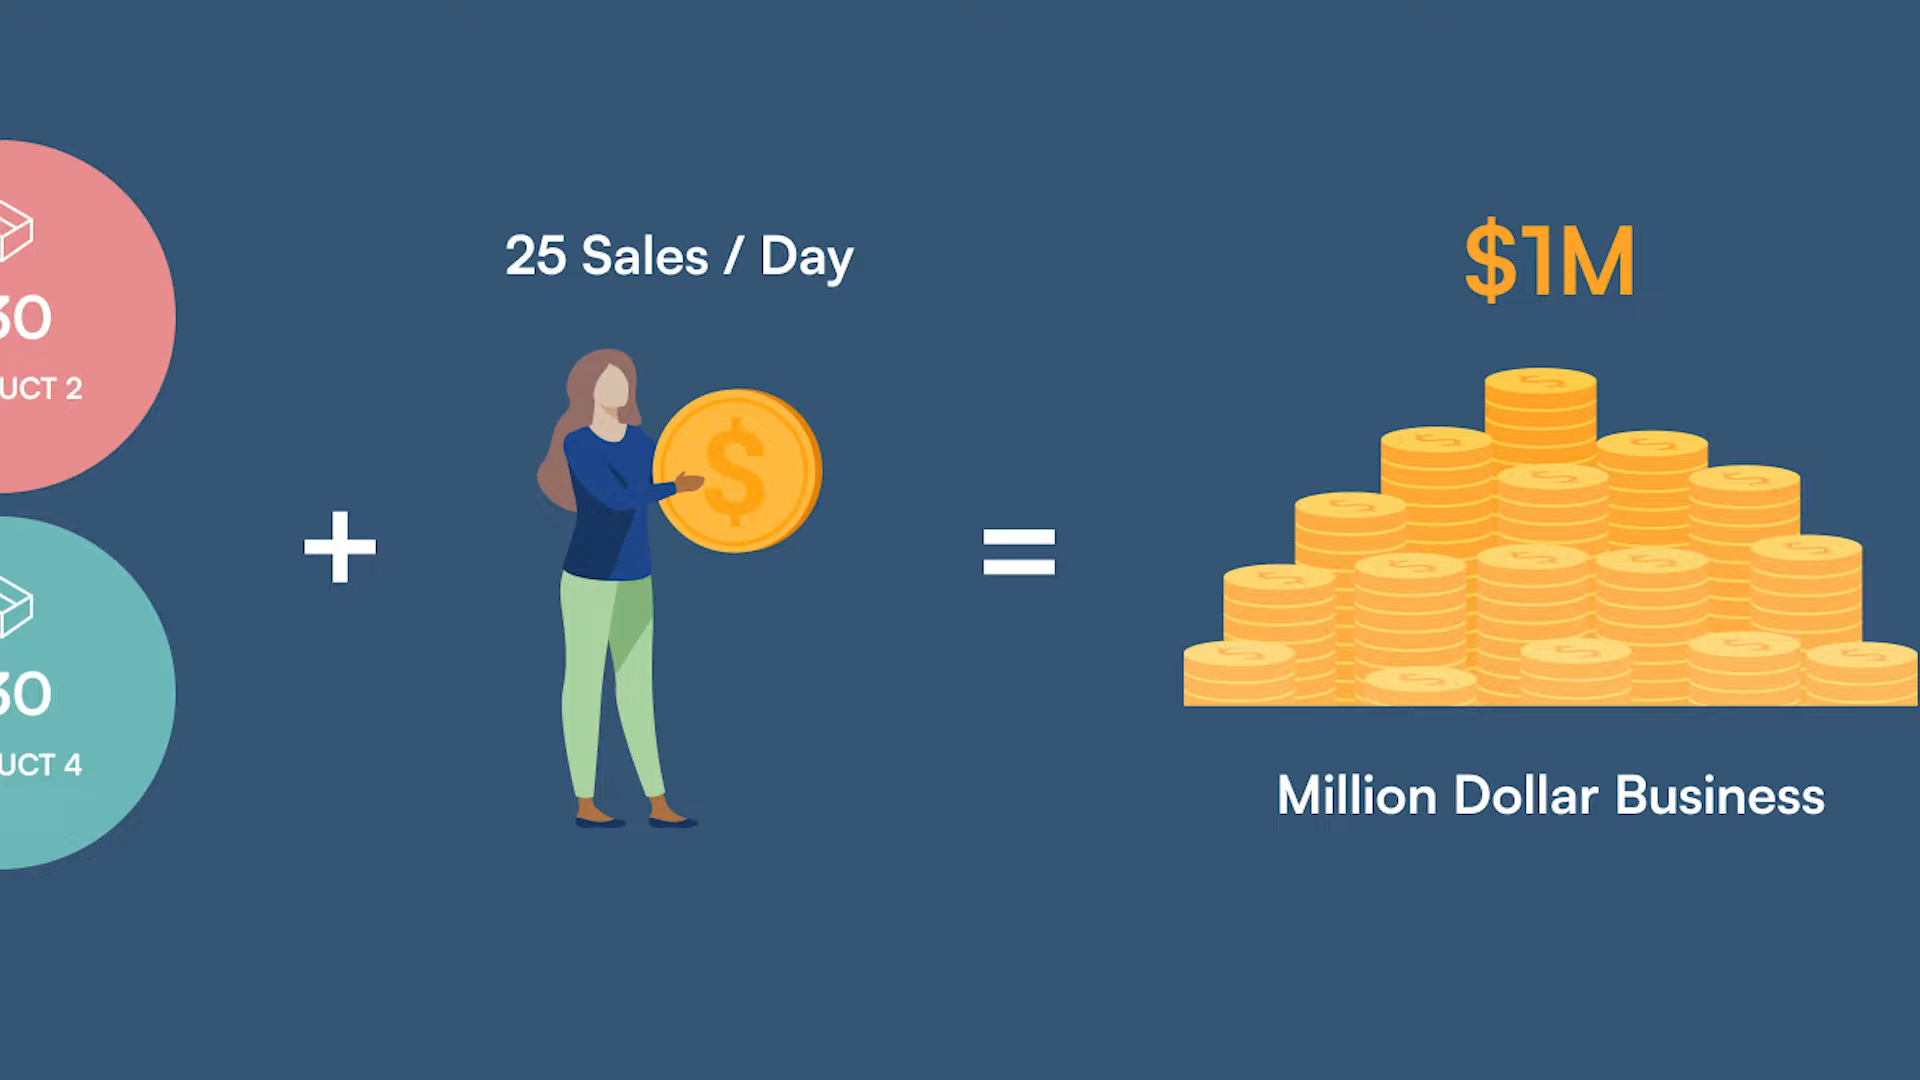 30
UCT 2
30
UCT 4
25 Sales / Day
$
$1M
Million Dollar Business